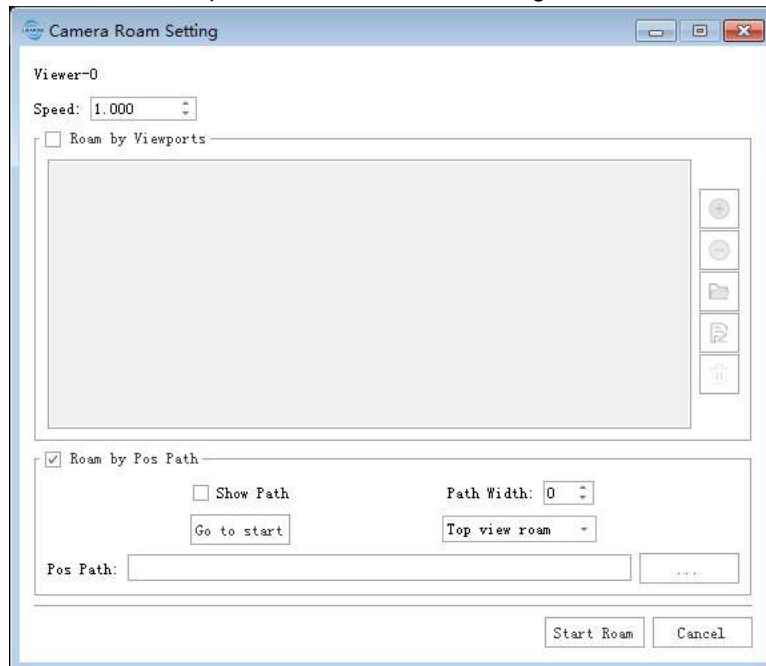 Camera Roam Setting
Viewer-0
Speed: 1.000
Roam by Viewports
Roam by Pos Path
Show Path Path Width: 0
Go to start Top view roam
Pos Path: ...
Start Roam Cancel